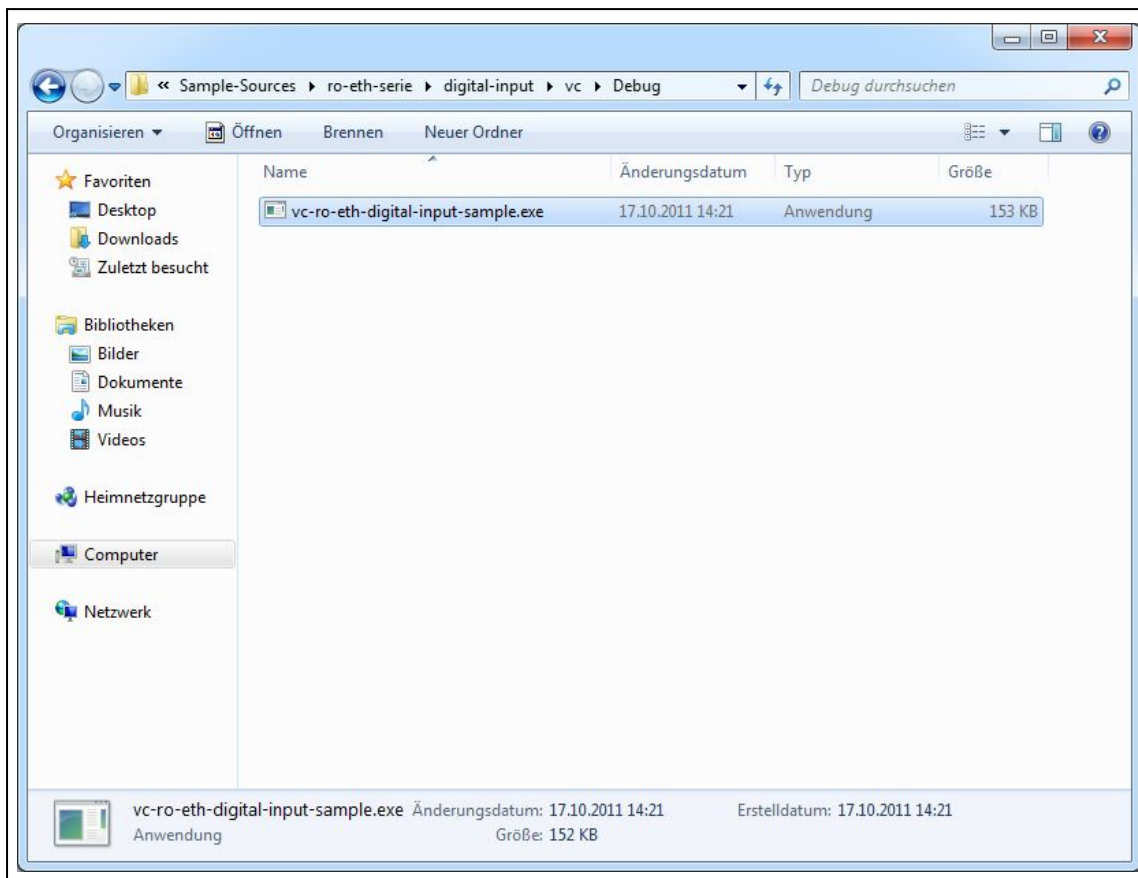 « Sample-Sources ▸ ro-eth-serie ▸ digital-input ▸ vc ▸ Debug Debug durchsuchen
Organisieren Öffnen Brennen Neuer Ordner
Name Änderungsdatum Typ Größe
vc-ro-eth-digital-input-sample.exe 17.10.2011 14:21 Anwendung 153 KB
Favoriten
Desktop
Downloads
Zuletzt besucht
Bibliotheken
Bilder
Dokumente
Musik
Videos
Heimnetzgruppe
Computer
Netzwerk
vc-ro-eth-digital-input-sample.exe Änderungsdatum: 17.10.2011 14:21 Erstelldatum: 17.10.2011 14:21
Anwendung Größe: 152 KB